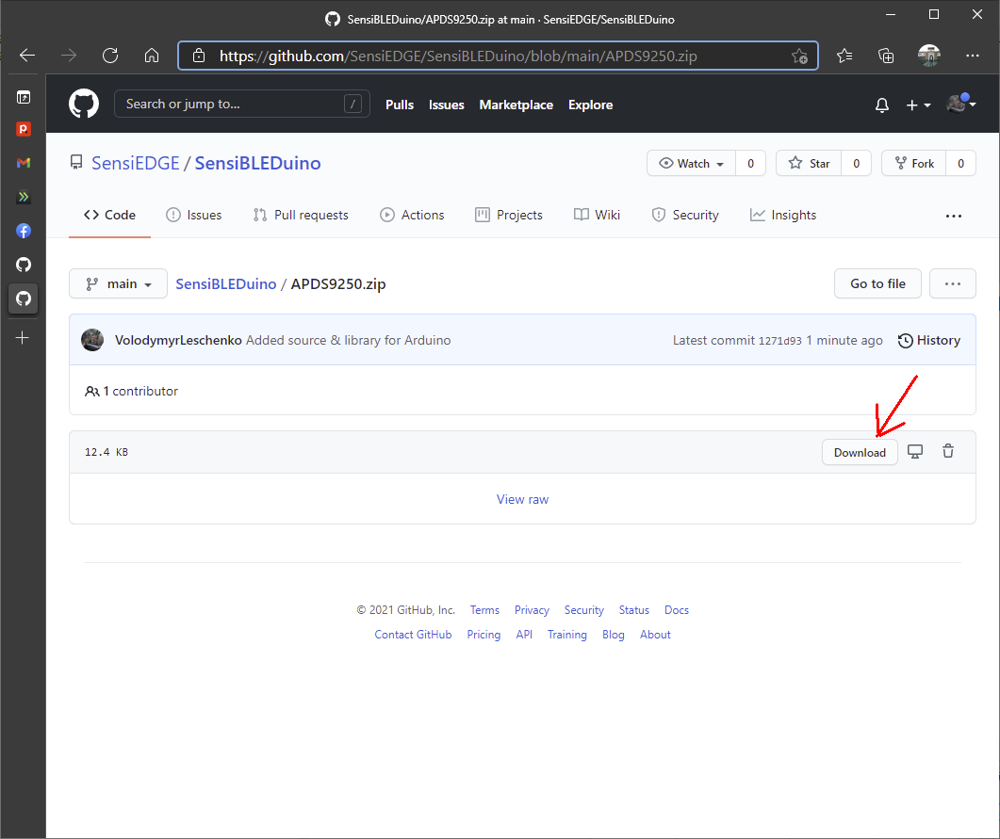 SensiBLEDuino/APDS9250.zip at main · SensiEDGE/SensiBLEDuino
https://github.com/SensiEDGE/SensiBLEDuino/blob/main/APDS9250.zip
Search or jump to... / Pulls Issues Marketplace Explore
SensiEDGE / SensiBLEDuino Watch 0 Star 0 Fork 0
Code Issues Pull requests Actions Projects Wiki Security Insights ...
main SensiBLEDuino / APDS9250.zip Go to file ...
VolodymyrLeschenko Added source & library for Arduino Latest commit 1271d93 1 minute ago History
1 contributor
12.4 KB Download
View raw
© 2021 GitHub, Inc. Terms Privacy Security Status Docs
Contact GitHub Pricing API Training Blog About